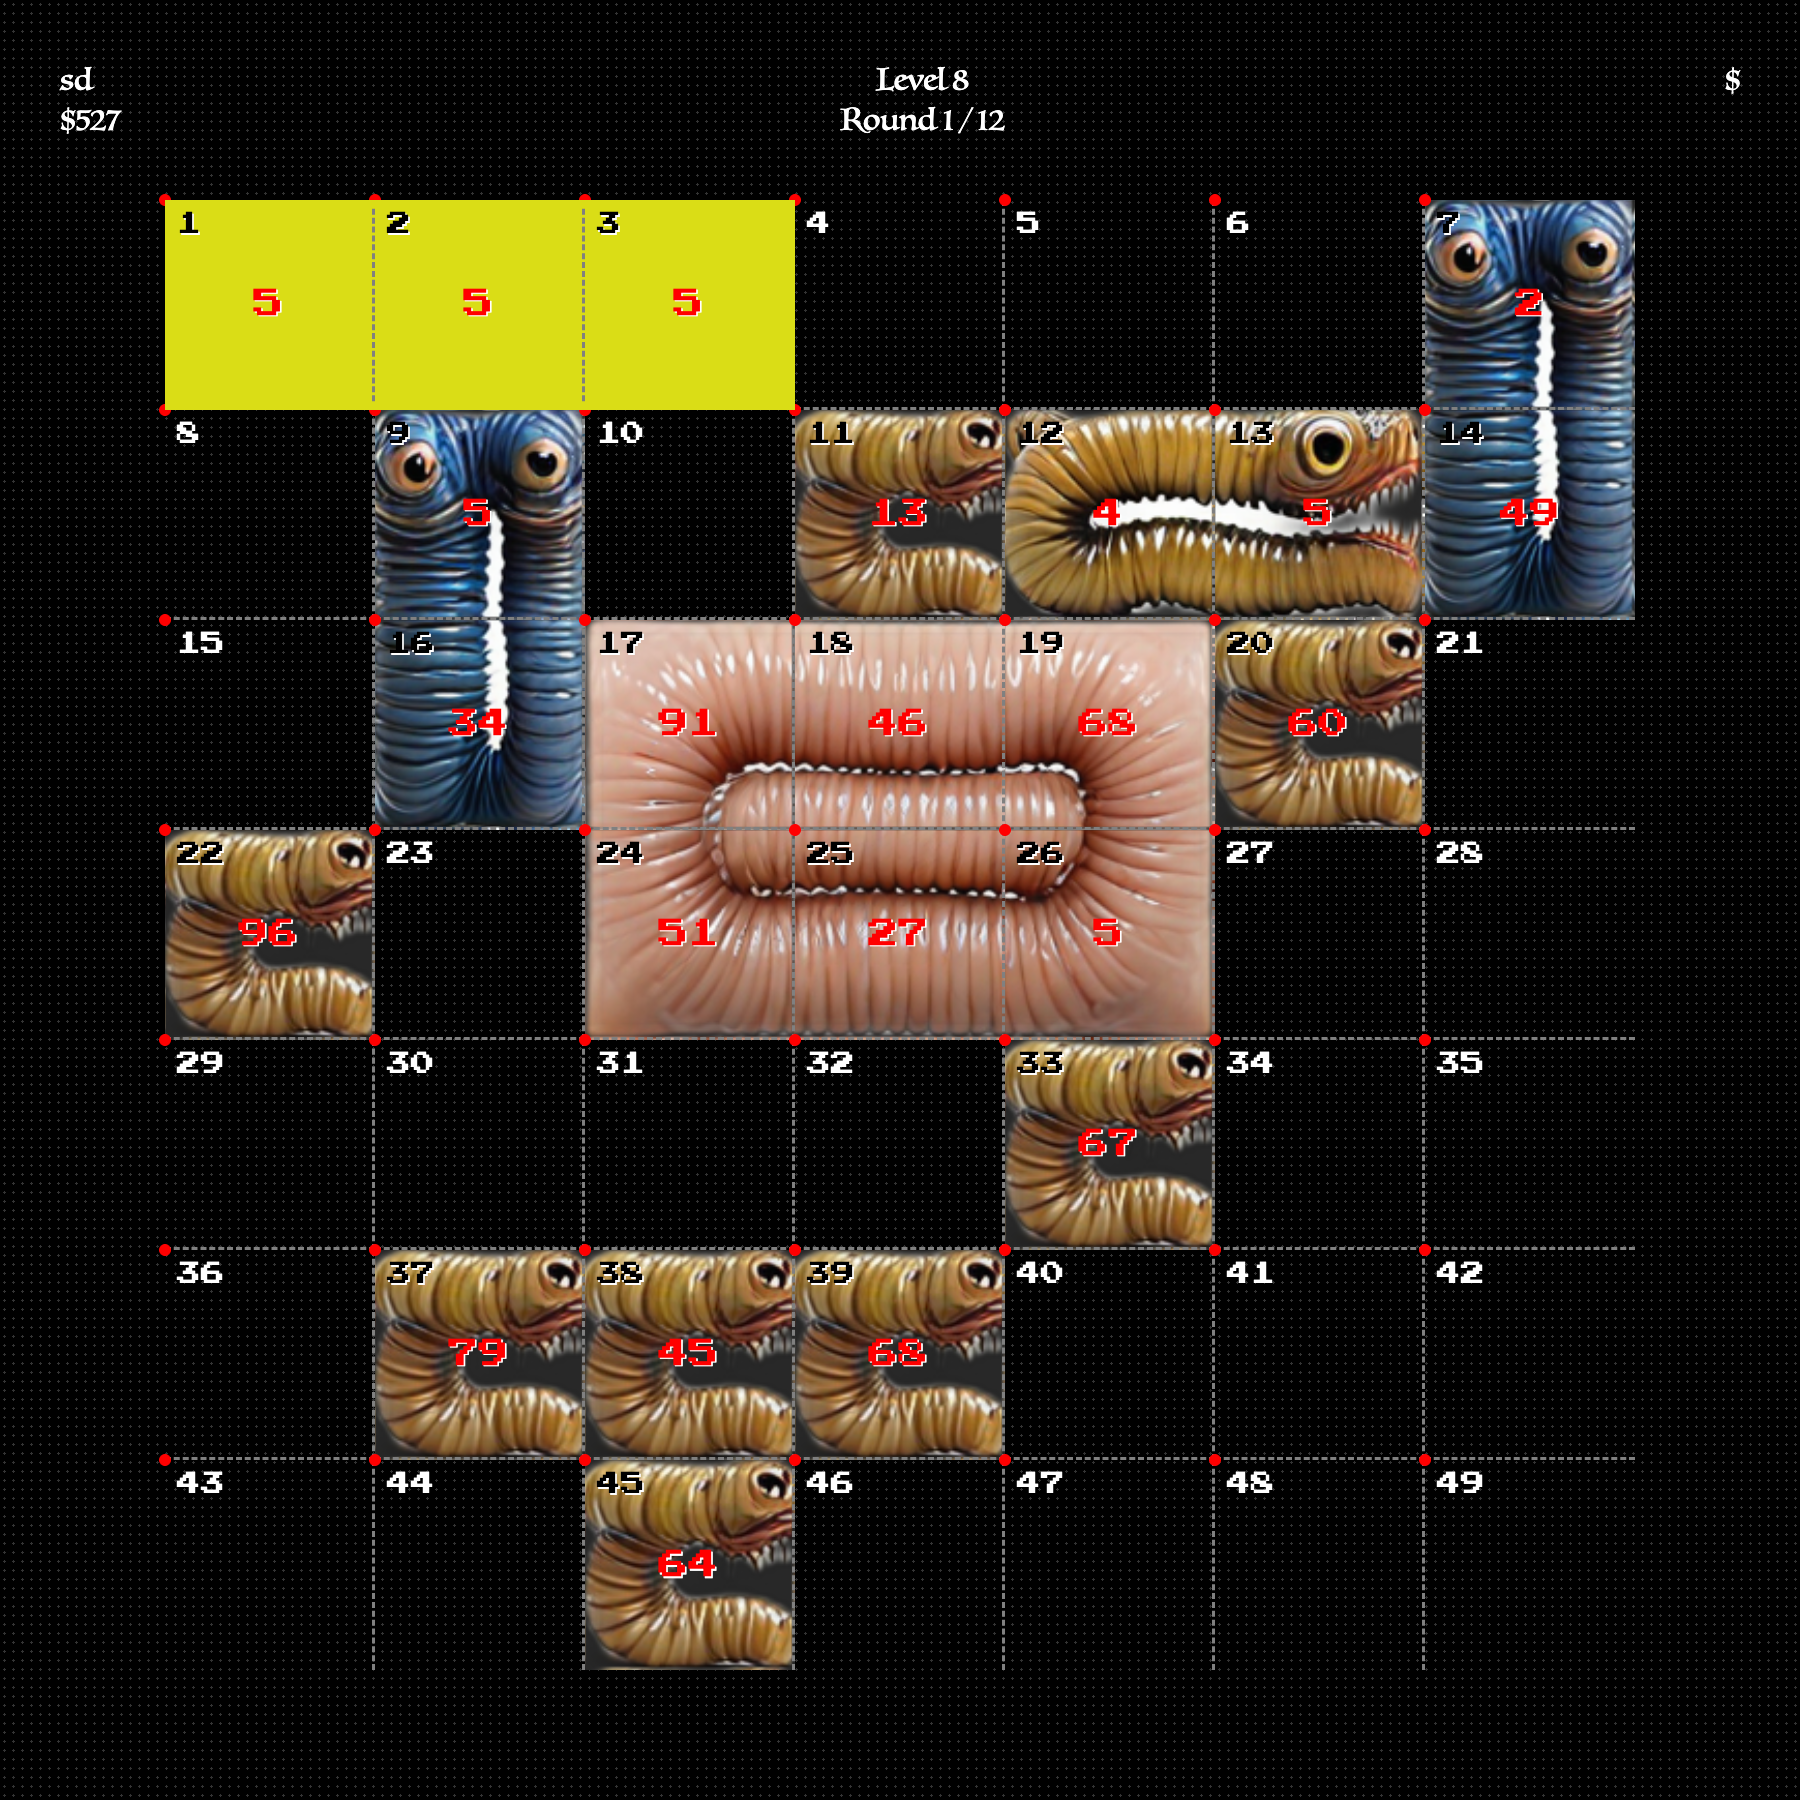 sd
Level 8
$
$527
Round 1/12
1 2 3 4 5 6 7
5 5 5 2
8 9 10 11 12 13 14
5 13 4 5 49
15 16 17 18 19 20 21
34 91 46 68 60
22 23 24 25 26 27 28
96 51 27 5
29 30 31 32 33 34 35
67
36 37 38 39 40 41 42
79 45 68
43 44 45 46 47 48 49
64